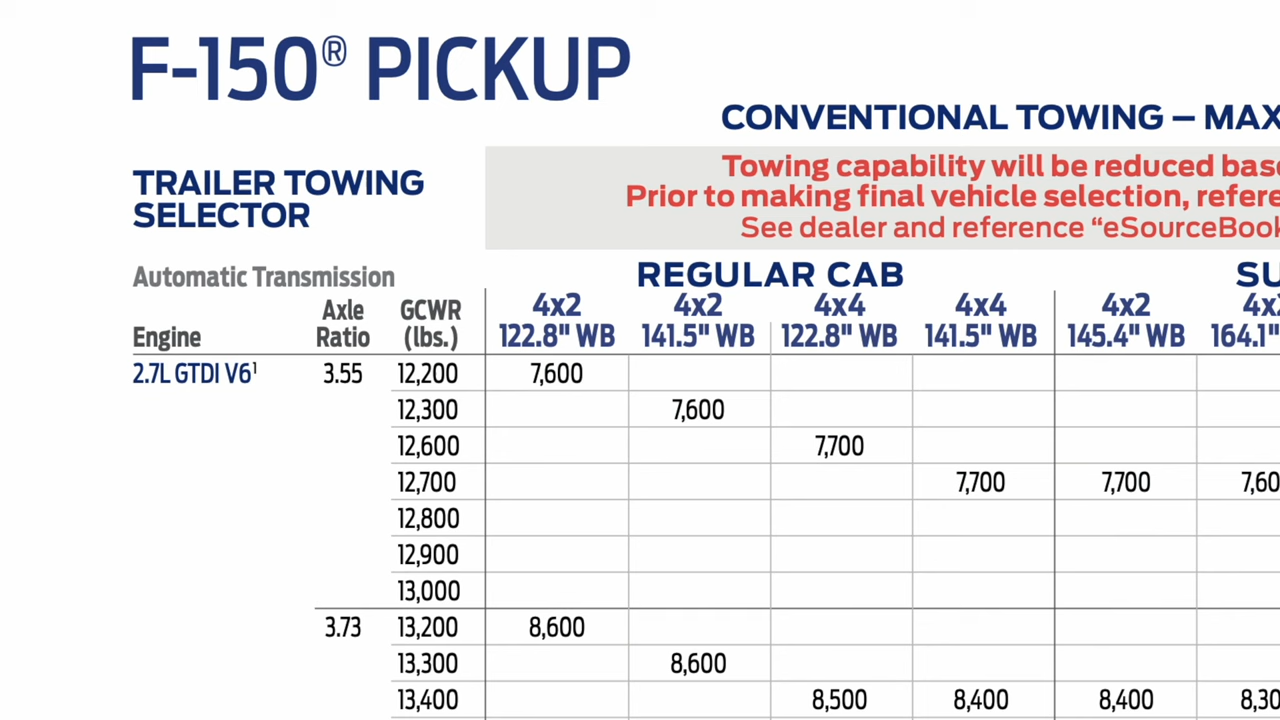 F-150® PICKUP
CONVENTIONAL TOWING – MAX
TRAILER TOWING
SELECTOR
Towing capability will be reduced
Prior to making final vehicle selection,
See dealer and reference “eSourceBook
Automatic Transmission
REGULAR CAB
Engine Axle Ratio GCWR (lbs.) 4x2 122.8" WB 4x2 141.5" WB 4x4 122.8" WB 4x4 141.5" WB 4x2 145.4" WB 164.1"
2.7L GTDI V6¹ 3.55 12,200 7,600
12,300 7,600
12,600 7,700
12,700 7,700 7,700
12,800
12,900
13,000
3.73 13,200 8,600
13,300 8,600
13,400 8,500 8,400 8,400